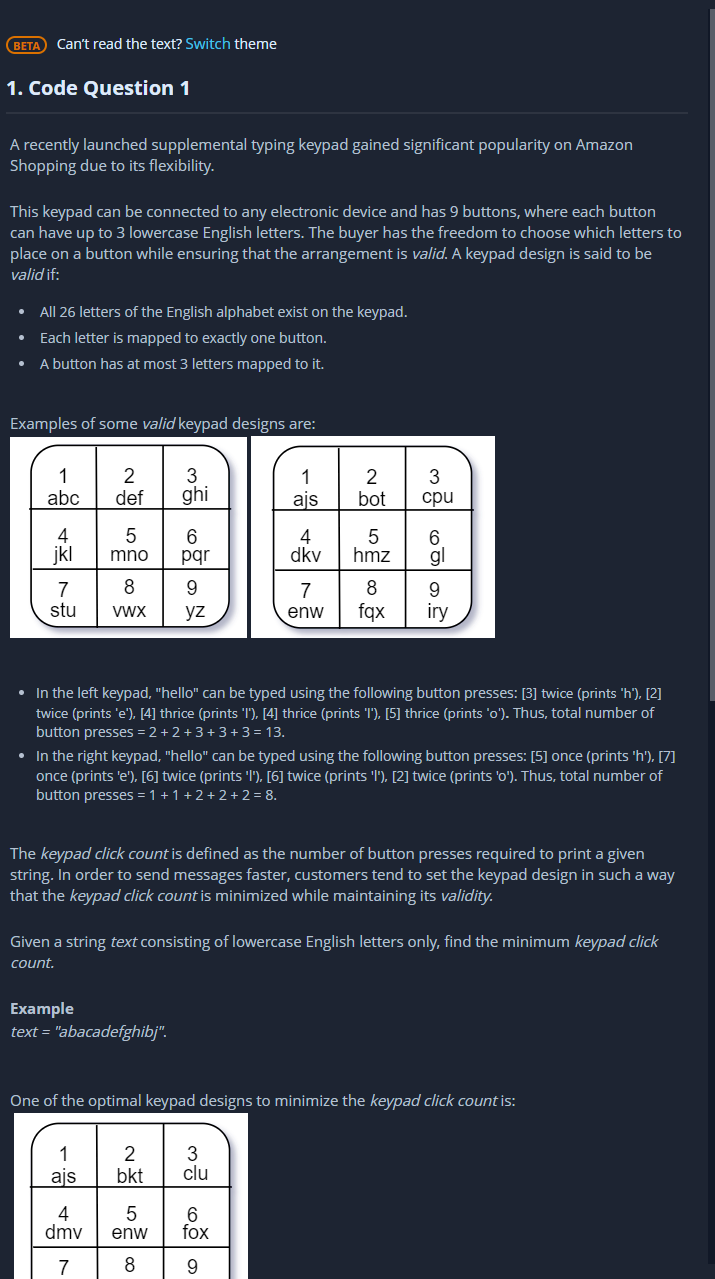 BETA Can’t read the text? Switch theme
1. Code Question 1
A recently launched supplemental typing keypad gained significant popularity on Amazon
Shopping due to its flexibility.
This keypad can be connected to any electronic device and has 9 buttons, where each button
can have up to 3 lowercase English letters. The buyer has the freedom to choose which letters to
place on a button while ensuring that the arrangement is valid. A keypad design is said to be
valid if:
• All 26 letters of the English alphabet exist on the keypad.
• Each letter is mapped to exactly one button.
• A button has at most 3 letters mapped to it.
Examples of some valid keypad designs are:
1 2 3
abc def ghi
4 5 6
jkl mno pqr
7 8 9
stu vwx yz
1 2 3
ajs bot cpu
4 5 6
dkv hmz gl
7 8 9
enw fqx iry
• In the left keypad, "hello" can be typed using the following button presses: [3] twice (prints 'h'), [2]
twice (prints 'e'), [4] thrice (prints 'l'), [4] thrice (prints 'l'), [5] thrice (prints 'o'). Thus, total number of
button presses = 2 + 2 + 3 + 3 + 3 = 13.
• In the right keypad, "hello" can be typed using the following button presses: [5] once (prints 'h'), [7]
once (prints 'e'), [6] twice (prints 'l'), [6] twice (prints 'l'), [2] twice (prints 'o'). Thus, total number of
button presses = 1 + 1 + 2 + 2 + 2 = 8.
The keypad click count is defined as the number of button presses required to print a given
string. In order to send messages faster, customers tend to set the keypad design in such a way
that the keypad click count is minimized while maintaining its validity.
Given a string text consisting of lowercase English letters only, find the minimum keypad click
count.
Example
text = "abacadefghibj".
One of the optimal keypad designs to minimize the keypad click count is:
1 2 3
ajs bkt clu
4 5 6
dmv enw fox
7 8 9